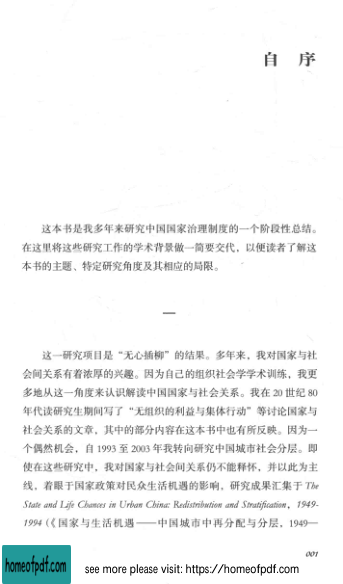 自 序
这本书是我多年来研究中国国家治理制度的一个阶段性总结。
在这里将这些研究工作的学术背景做一简要交代，以便读者了解这
本书的主题、特定研究角度及其相应的局限。
一
这一研究项目是“无心插柳”的结果。多年来，我对国家与社
会间关系有着浓厚的兴趣。因为自己的组织社会学学术训练，我更
多地从这一角度来认识解读中国国家与社会关系。我在 20 世纪 80
年代读研究生期间写了“无组织的利益与集体行动”等讨论国家与
社会关系的文章，其中的部分内容在这本书中也有所反映。因为一
个偶然机会，自 1993 至 2003 年我转向研究中国城市社会分层。即
使在这些研究中，我对国家与社会间关系仍不能释怀，并以此为主
线，着眼于国家政策对民众生活机遇的影响，研究成果汇集于 The
State and Life Chances in Urban China: Redistribution and Stratification, 1949-
1994（《国家与生活机遇——中国城市中再分配与分层，1949—
001
homeofpdf.com
see more please visit: https://homeofpdf.com